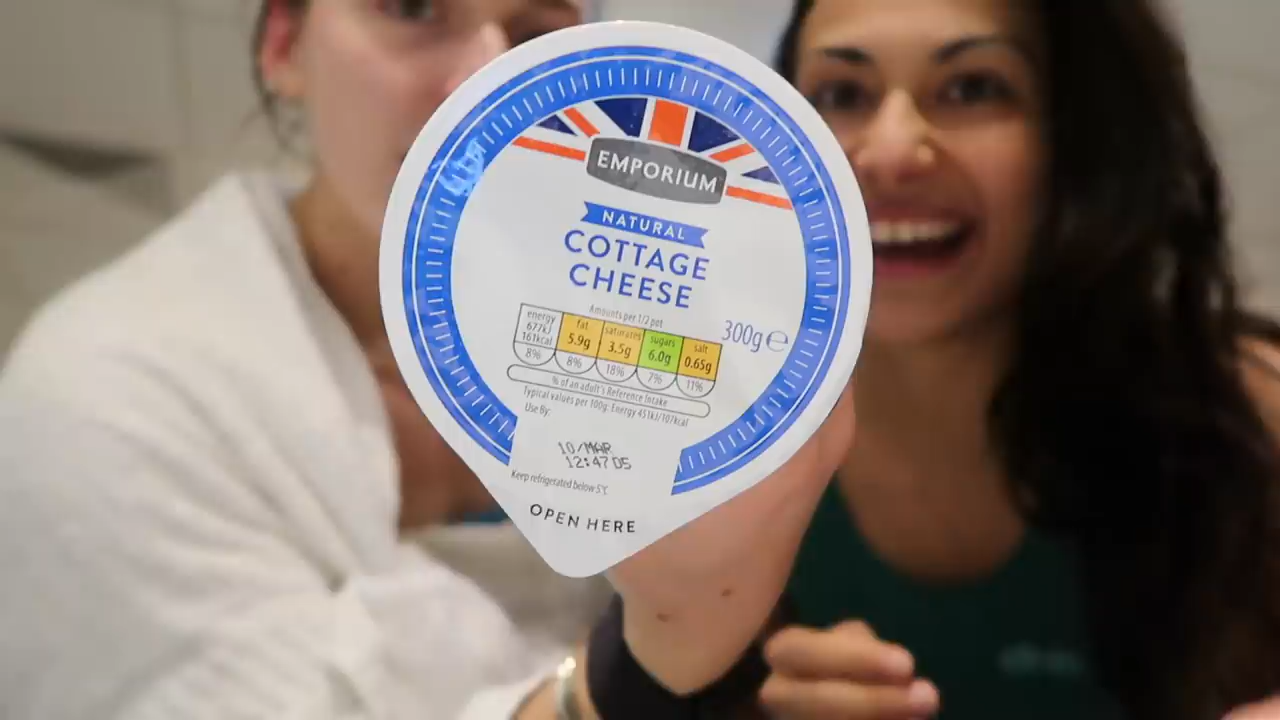 EMPORIUM
NATURAL
COTTAGE
CHEESE
300g℮
Amounts per 1/2 pot
energy
677kJ
161kcal
8%
fat
5.9g
8%
saturates
3.5g
18%
sugars
6.0g
7%
salt
0.65g
11%
% of an adult's Reference Intake
Typical values per 100g: Energy 451kJ/107kcal
Use By:
10/MAR
12:47 D5
Keep refrigerated below 5°C
OPEN HERE